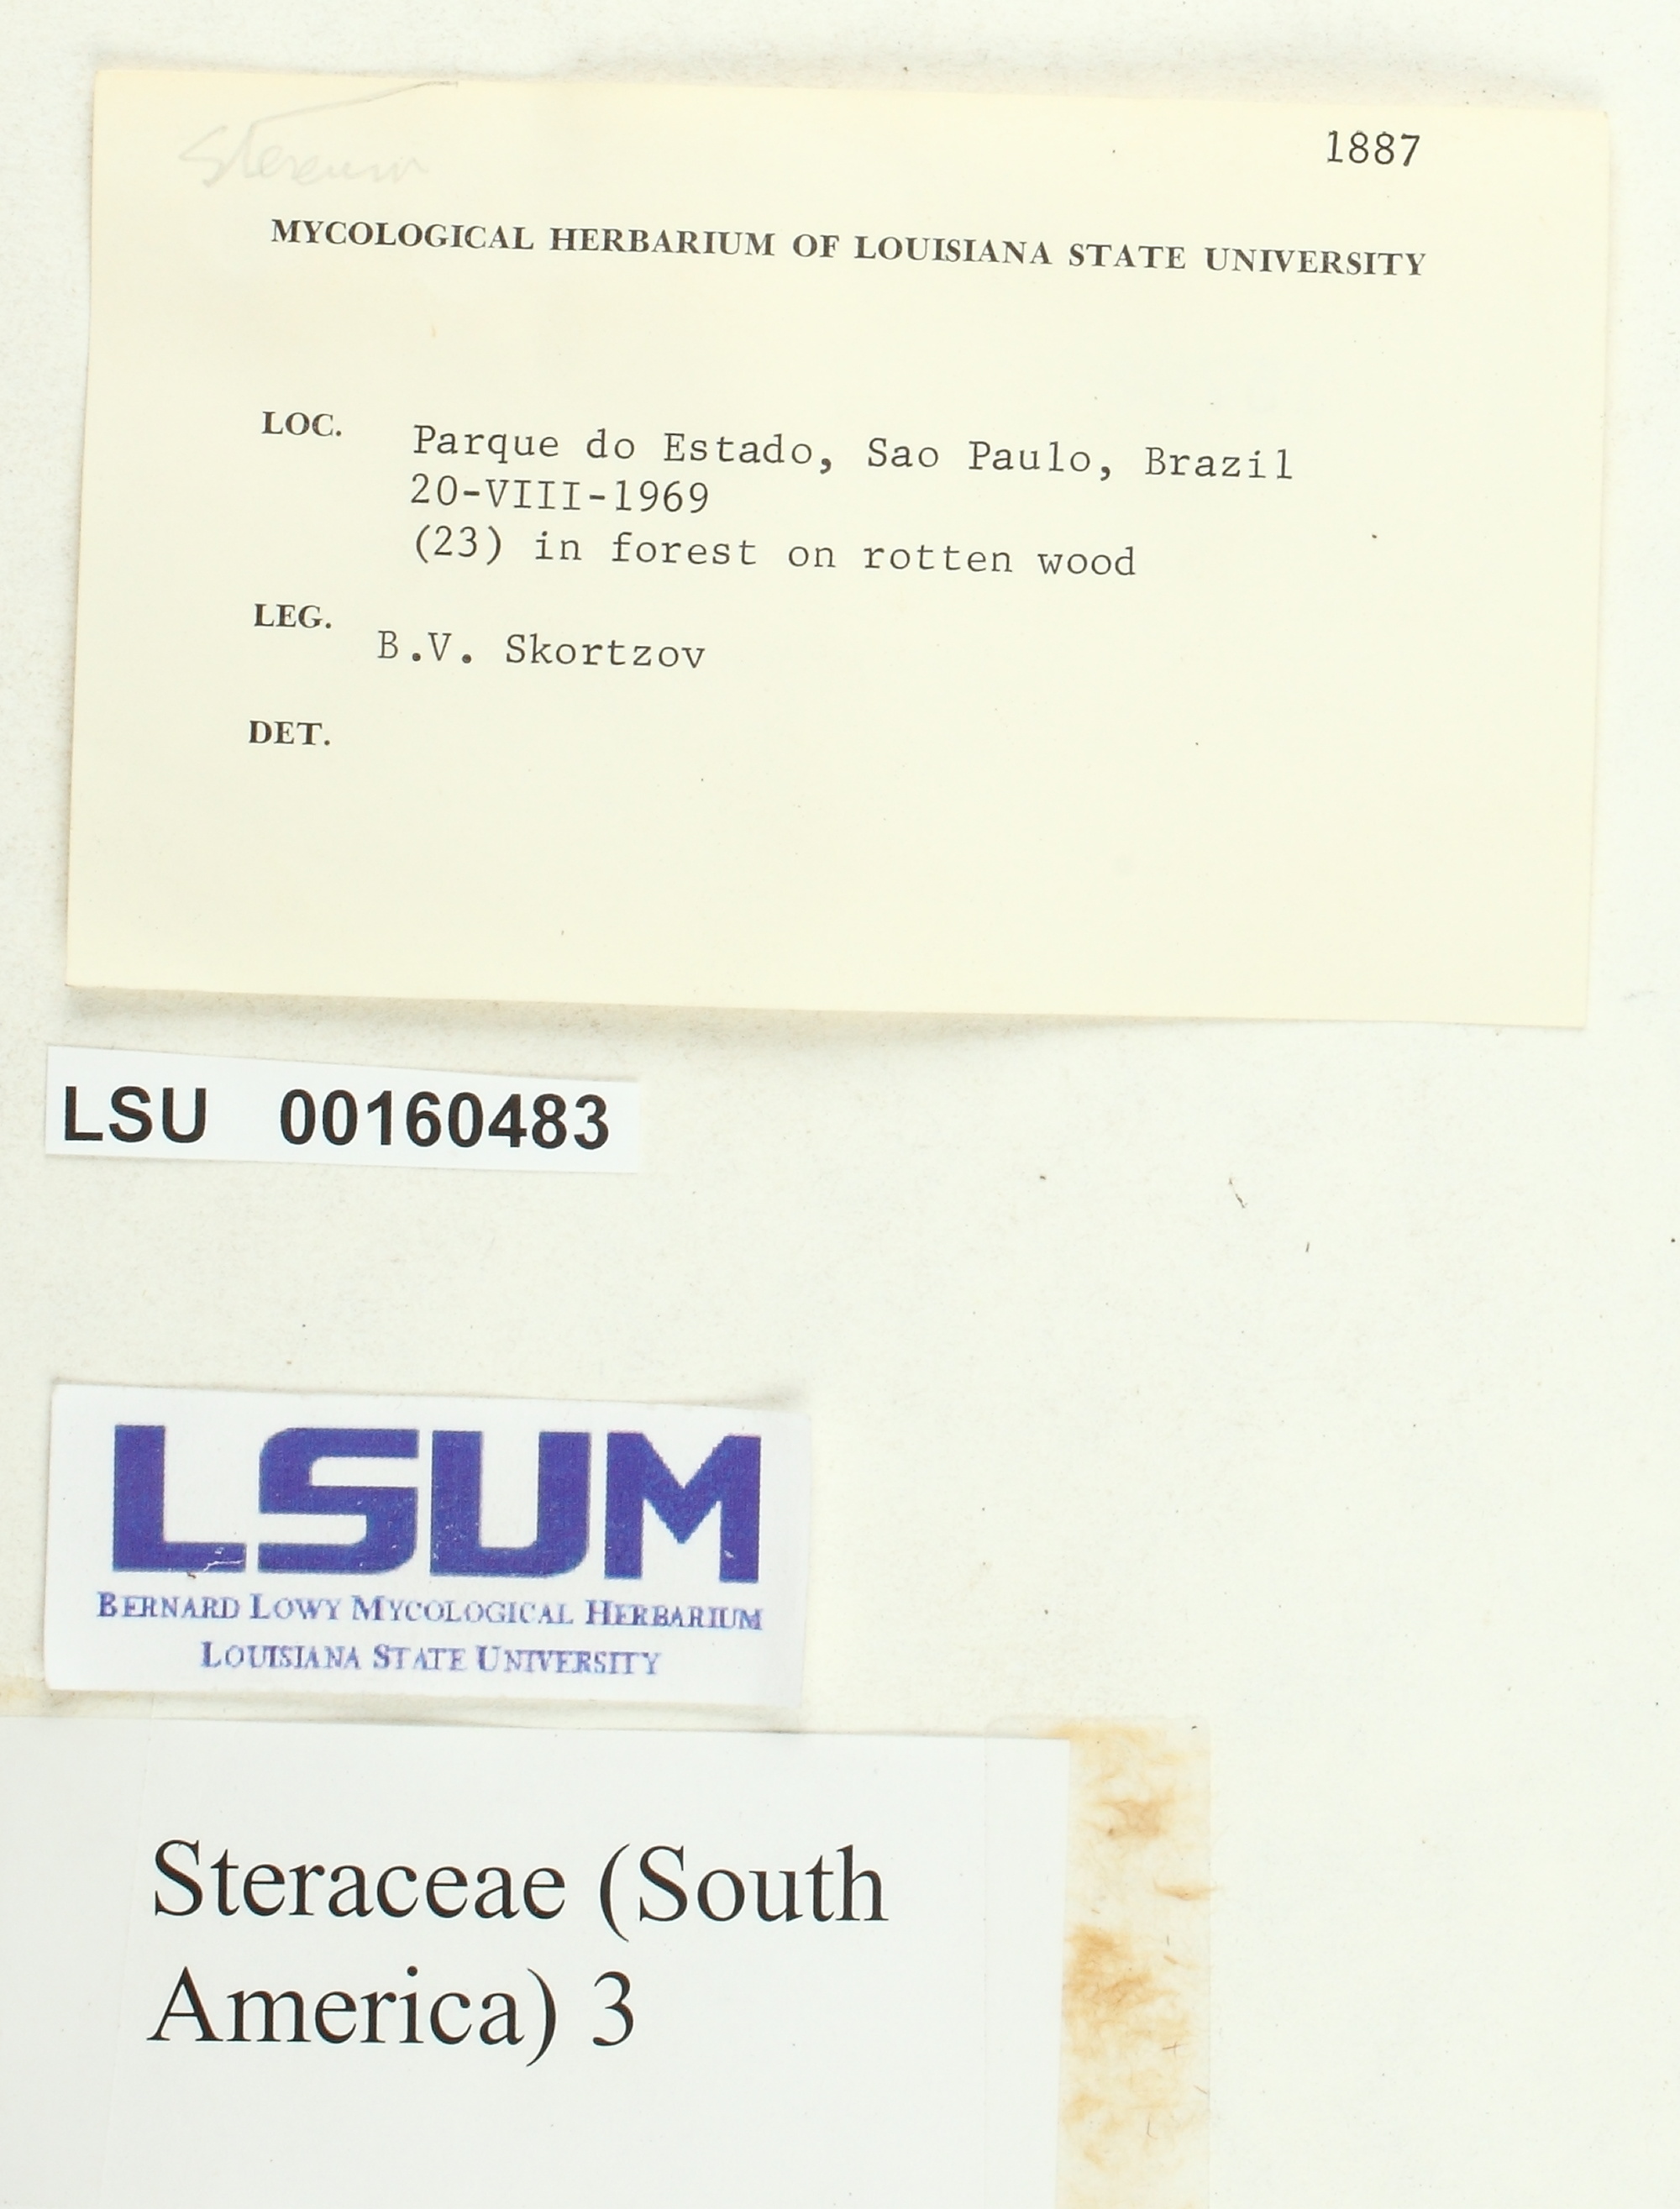 Stereum
1887
MYCOLOGICAL HERBARIUM OF LOUISIANA STATE UNIVERSITY
LOC. Parque do Estado, Sao Paulo, Brazil
20-VIII-1969
(23) in forest on rotten wood
LEG. B.V. Skortzov
DET.
LSU 00160483
LSUM
BERNARD LOWY MYCOLOGICAL HERBARIUM
LOUISIANA STATE UNIVERSITY
Steraceae (South
America) 3